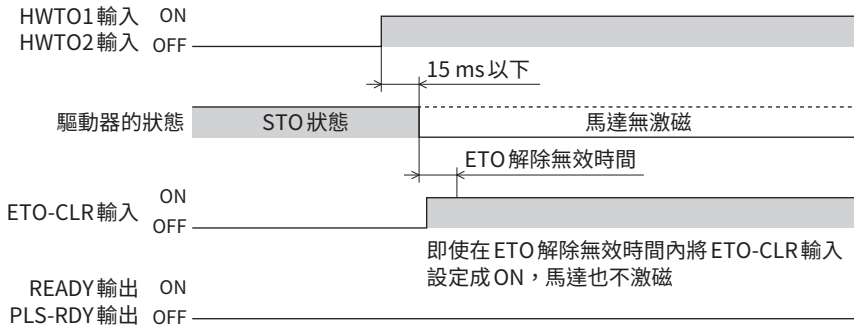 HWTO1輸入 ON
HWTO2輸入 OFF
15 ms以下
驅動器的狀態
STO狀態
馬達無激磁
ETO解除無效時間
ETO-CLR輸入
ON
OFF
即使在ETO解除無效時間內將ETO-CLR輸入
設定成ON，馬達也不激磁
READY輸出 ON
PLS-RDY輸出 OFF